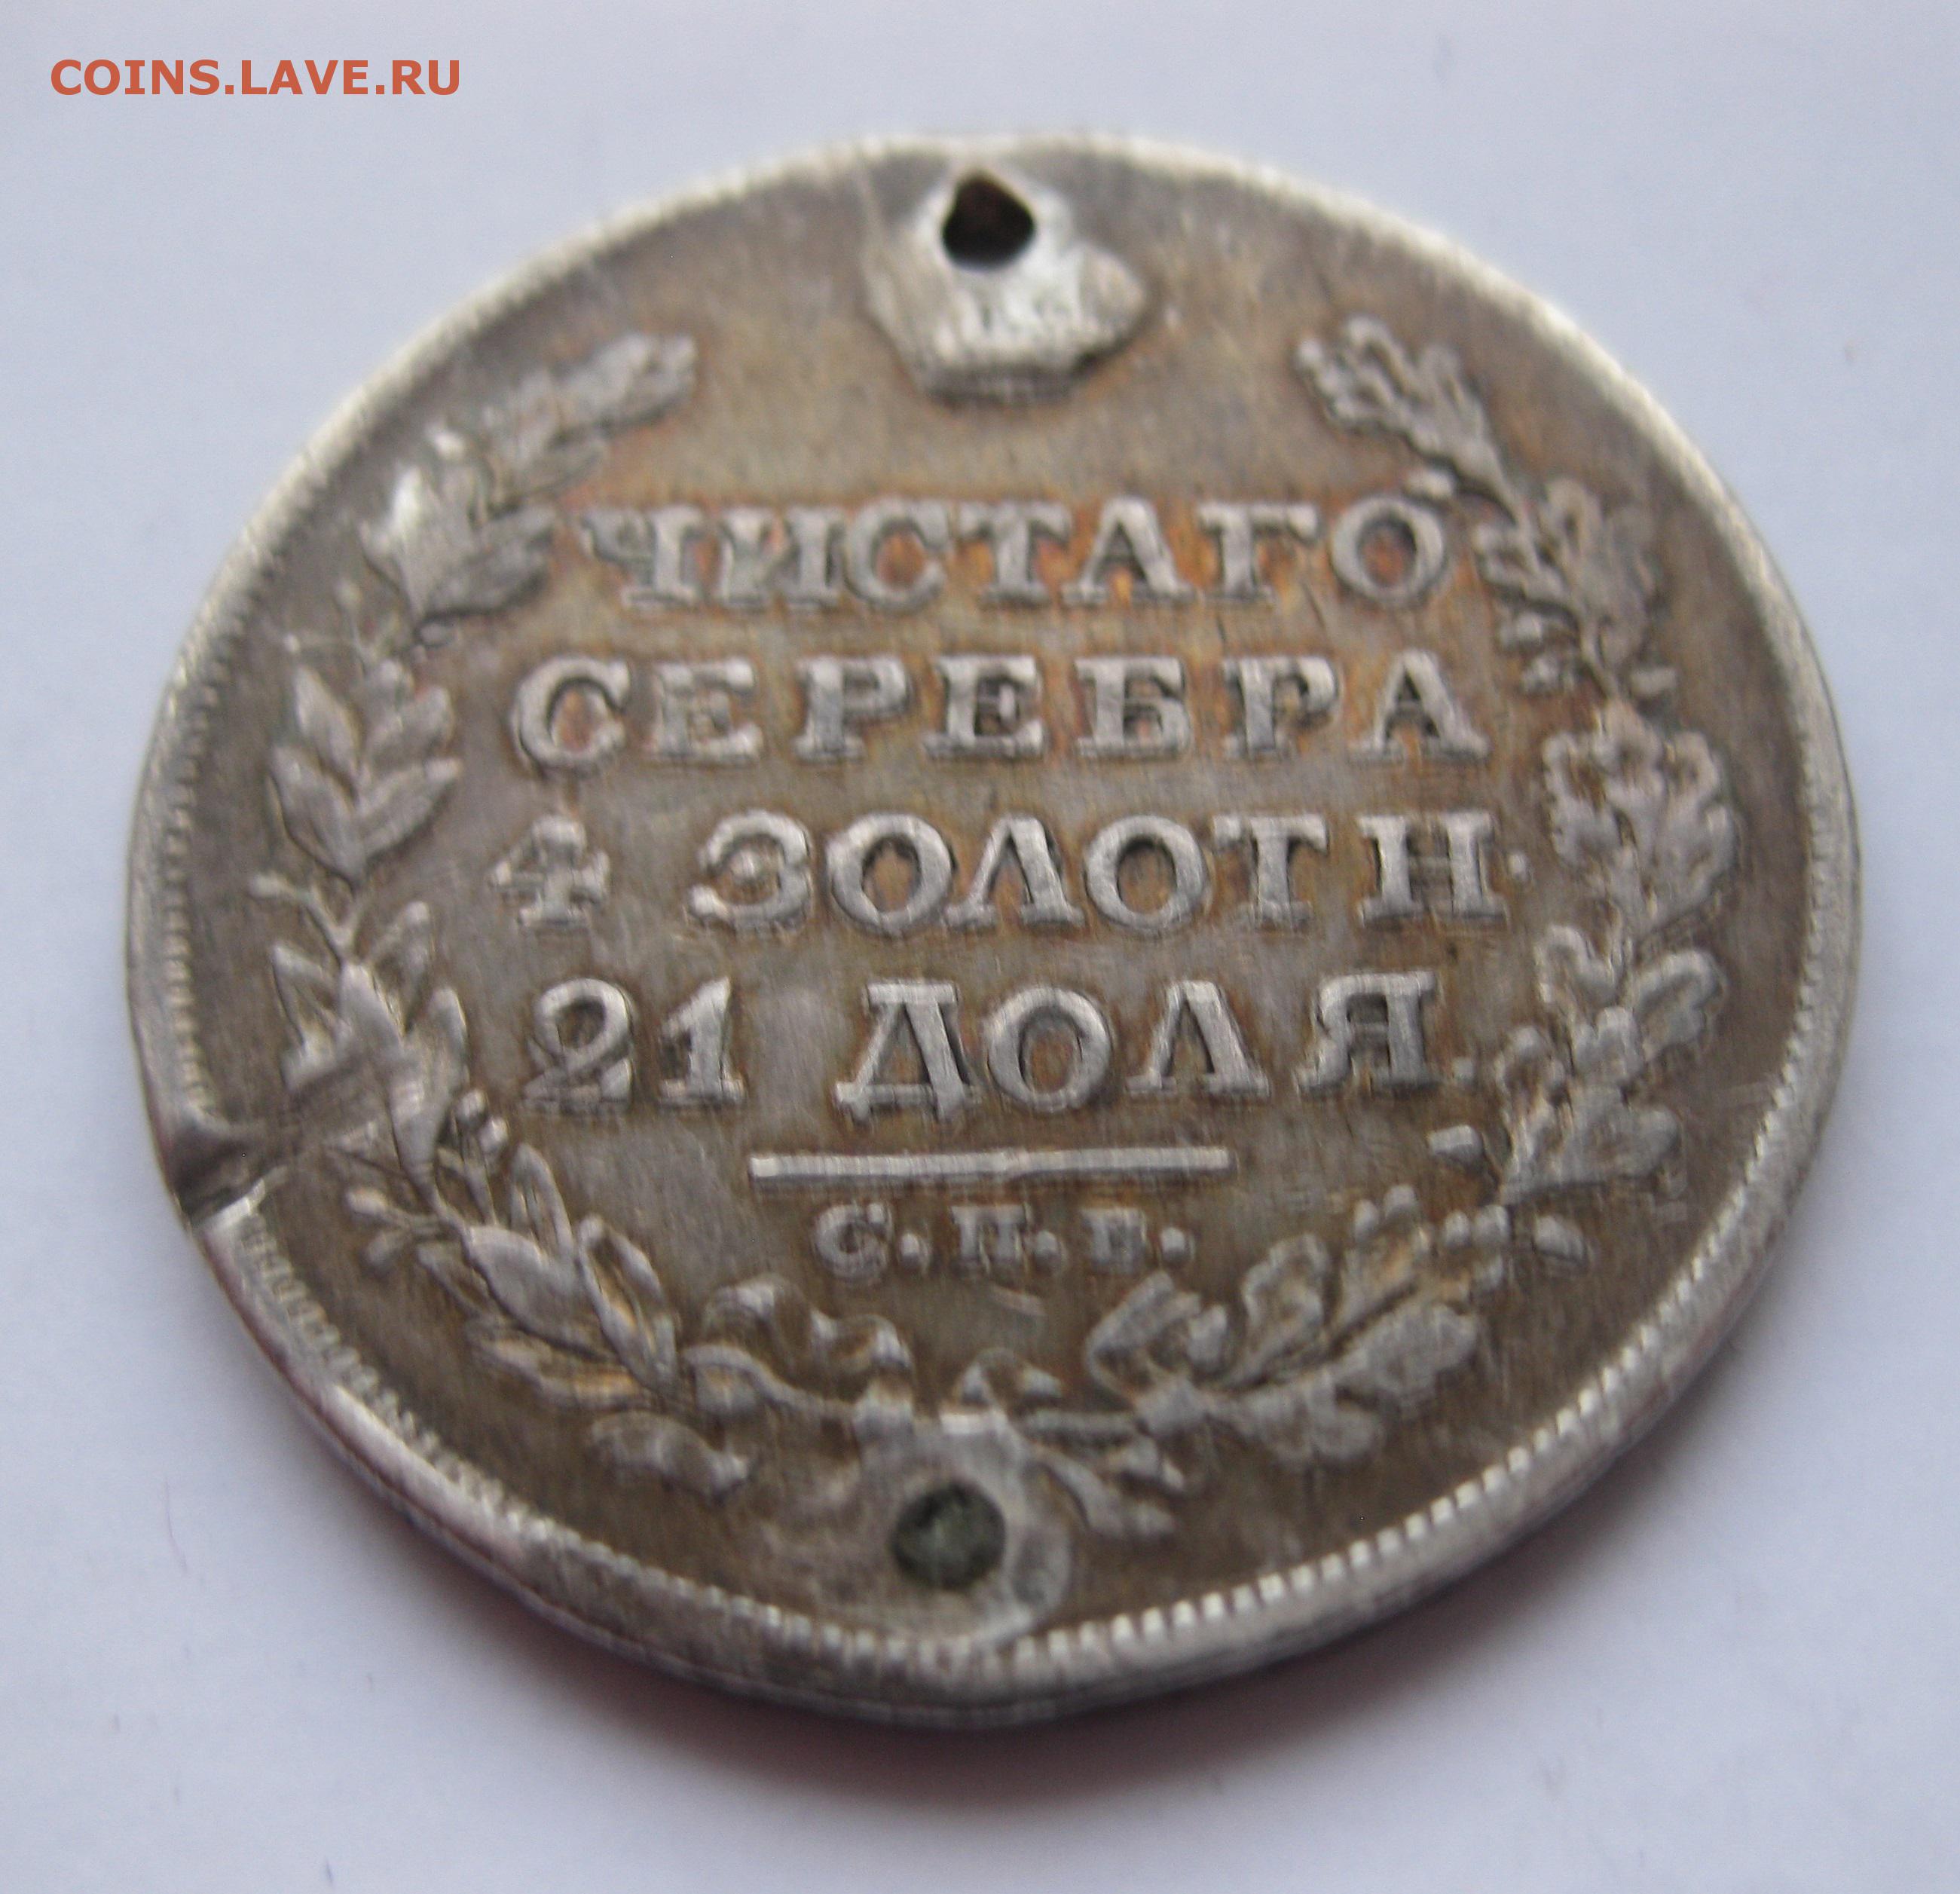 COINS.LAVE.RU
ЧИСТАГО
СЕРЕБРА
4 ЗОЛОТН.
21 ДОЛЯ.
С.П.Б.